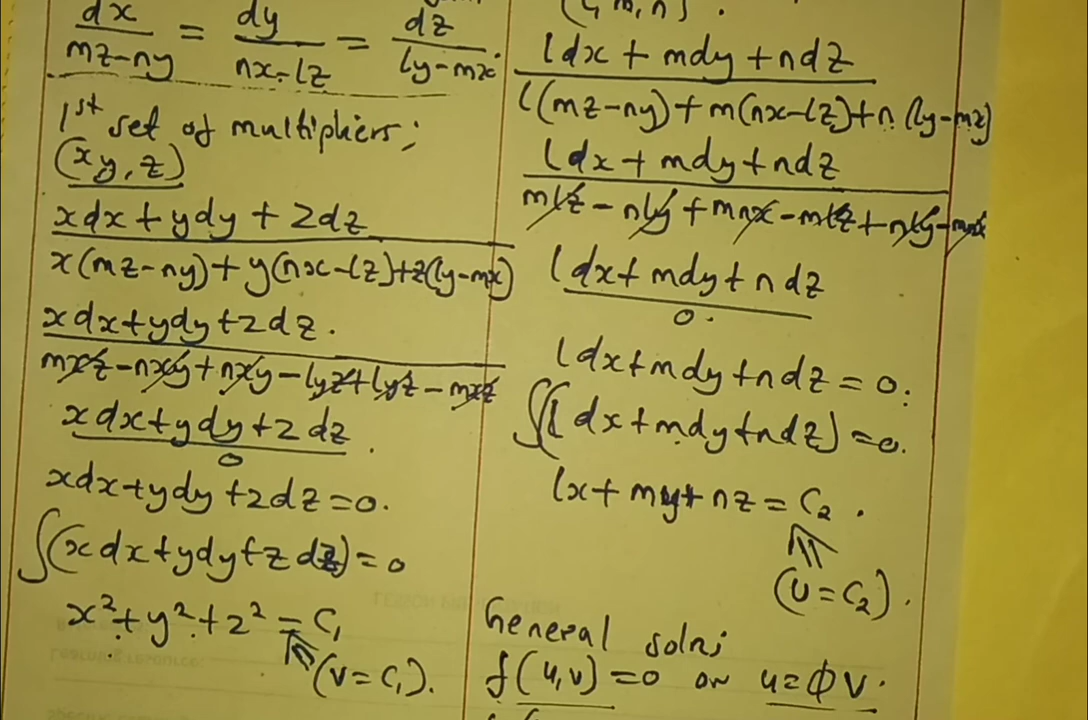 dx/(mz-ny) = dy/(nx-lz) = dz/(ly-mx).
1st set of multipliers;
(x y, z)
xdx + ydy + zdz
x(mz-ny)+y(nx-lz)+z(ly-mx)
xdx+ydy+zdz.
mxz-nxy+nxy-lyz+lyz-mxz
xdx+ydy+zdz.
0
xdx+ydy+zdz=0.
∫(xdx+ydy+zdz)=0
x²+y²+z² = C₁
(v=C₁).
(l, m, n).
ldx + mdy + ndz
l(mz-ny)+m(nx-lz)+n(ly-mx)
ldx + mdy+ndz
mlz - nly + mnx - mlz + nly - mnx
ldx+mdy+ndz
0.
ldx+mdy+ndz = 0.
∫(ldx+mdy+ndz)=0.
lx+my+nz = C₂.
(u=C₂).
General soln;
f(u,v)=0 or u=ϕv.